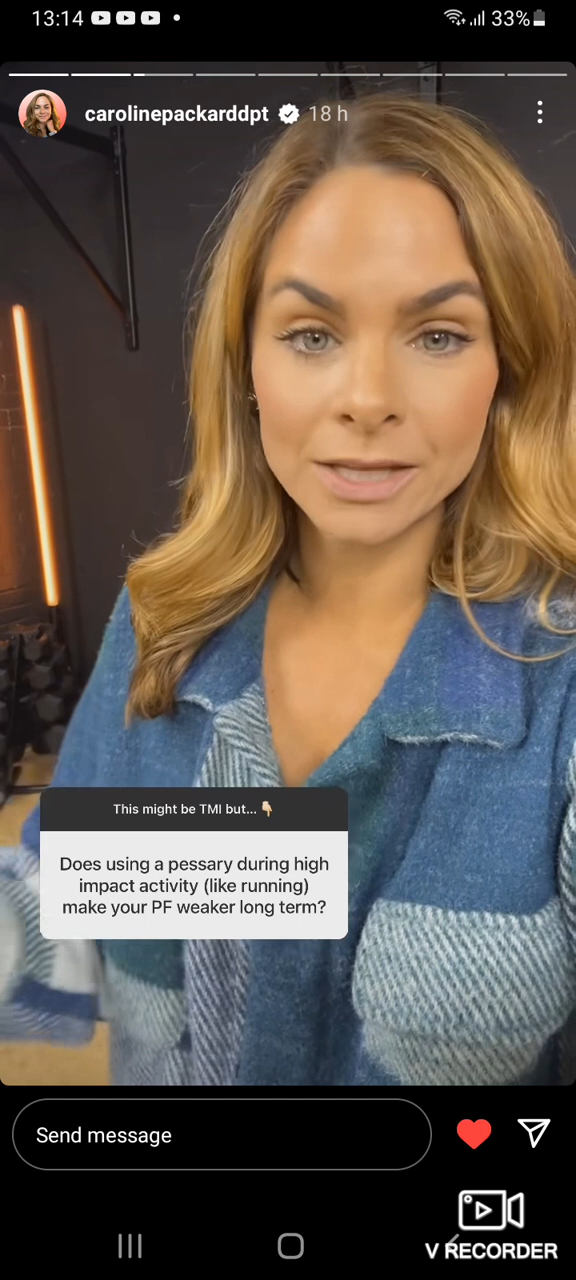 13:14
33%
carolinepackarddpt 18 h
This might be TMI but... 👇🏼
Does using a pessary during high
impact activity (like running)
make your PF weaker long term?
Send message
V RECORDER